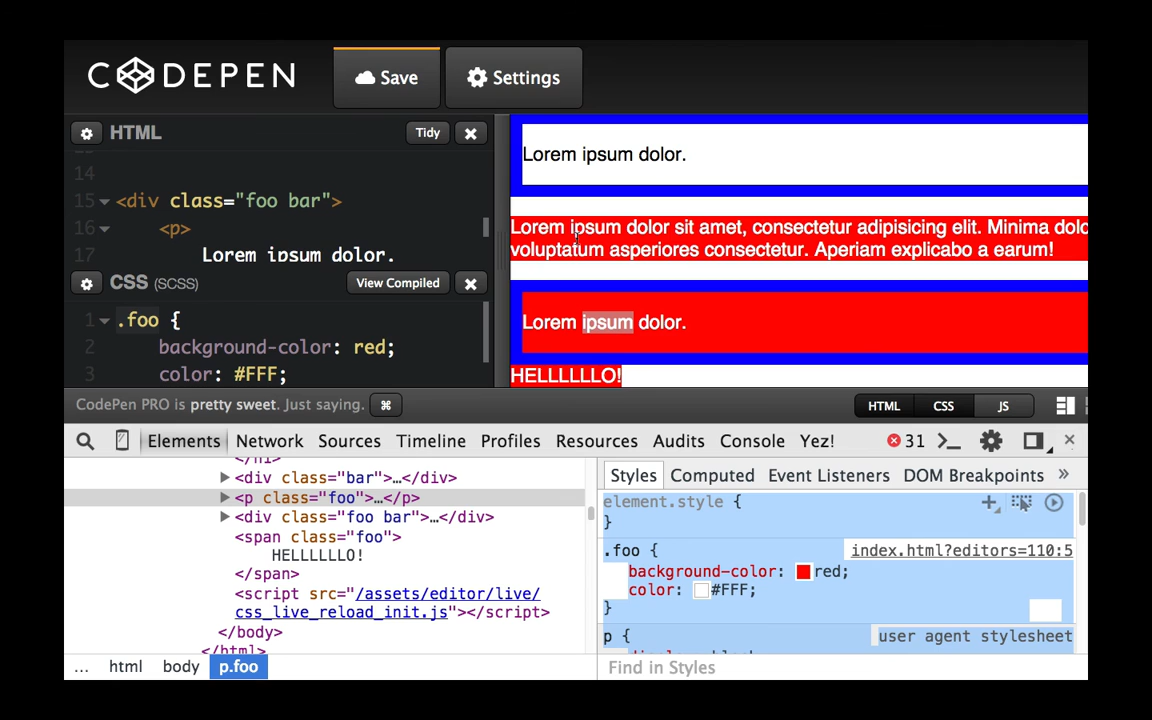 CODEPEN
Save
Settings
HTML
Tidy
14
15 <div class="foo bar">
16 <p>
17 Lorem ipsum dolor.
CSS (SCSS)
View Compiled
1 .foo {
2 background-color: red;
3 color: #FFF;
Lorem ipsum dolor.
Lorem ipsum dolor sit amet, consectetur adipisicing elit. Minima dolo
voluptatum asperiores consectetur. Aperiam explicabo a earum!
Lorem ipsum dolor.
HELLLLLLO!
CodePen PRO is pretty sweet. Just saying. ⌘
HTML CSS JS
Elements Network Sources Timeline Profiles Resources Audits Console Yez! 31
<div class="bar">…</div>
<p class="foo">…</p>
<div class="foo bar">…</div>
<span class="foo">
HELLLLLLO!
</span>
<script src="/assets/editor/live/
css_live_reload_init.js"></script>
</body>
</html>
... html body p.foo
Styles Computed Event Listeners DOM Breakpoints »
element.style {
}
.foo { index.html?editors=110:5
background-color: red;
color: #FFF;
}
p { user agent stylesheet
Find in Styles